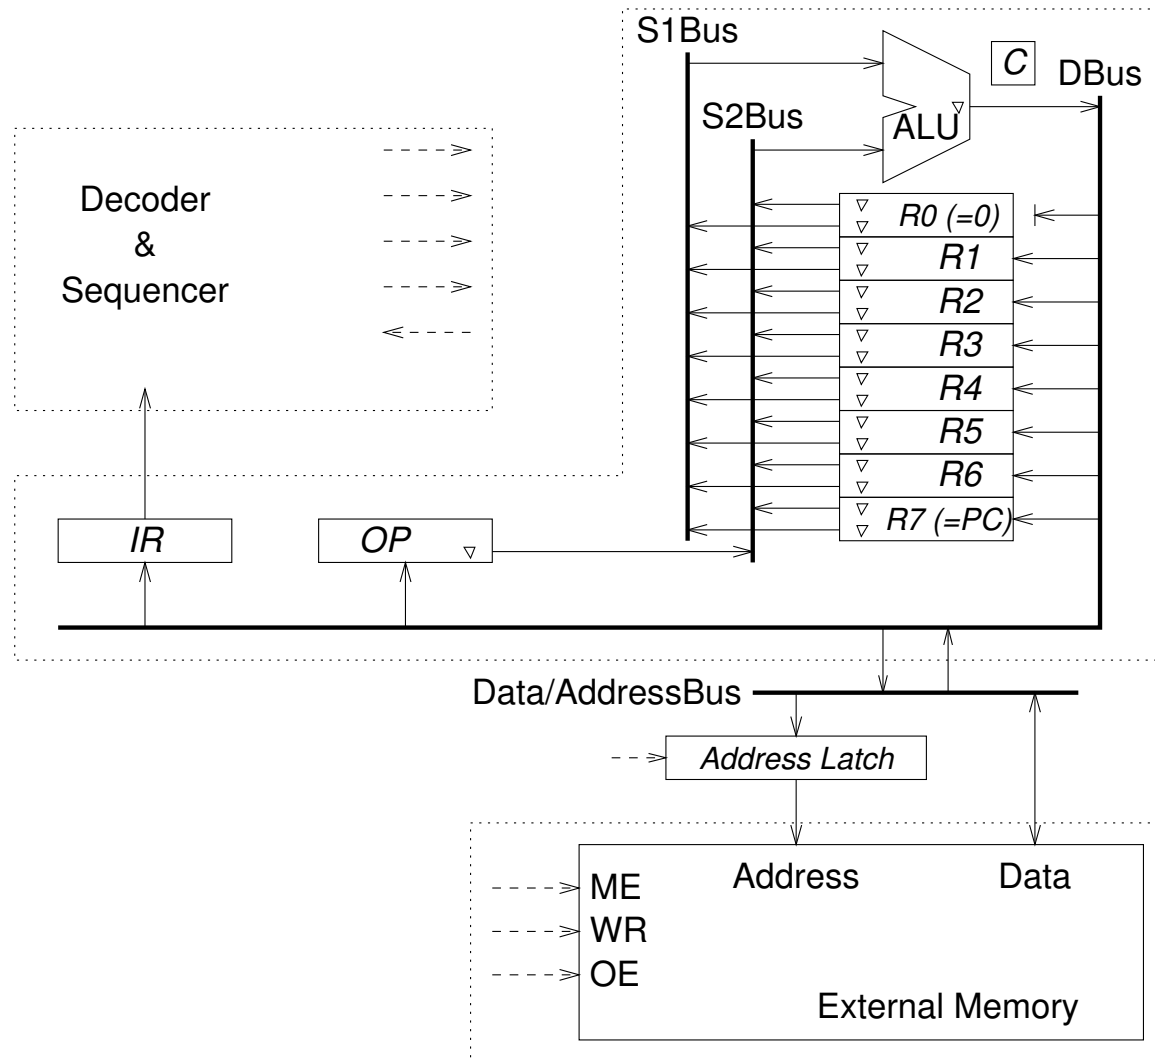 S1Bus
C
DBus
S2Bus
ALU
Decoder
&
Sequencer
R0 (=0)
R1
R2
R3
R4
R5
R6
R7 (=PC)
IR
OP
Data/AddressBus
Address Latch
Address
Data
ME
WR
OE
External Memory